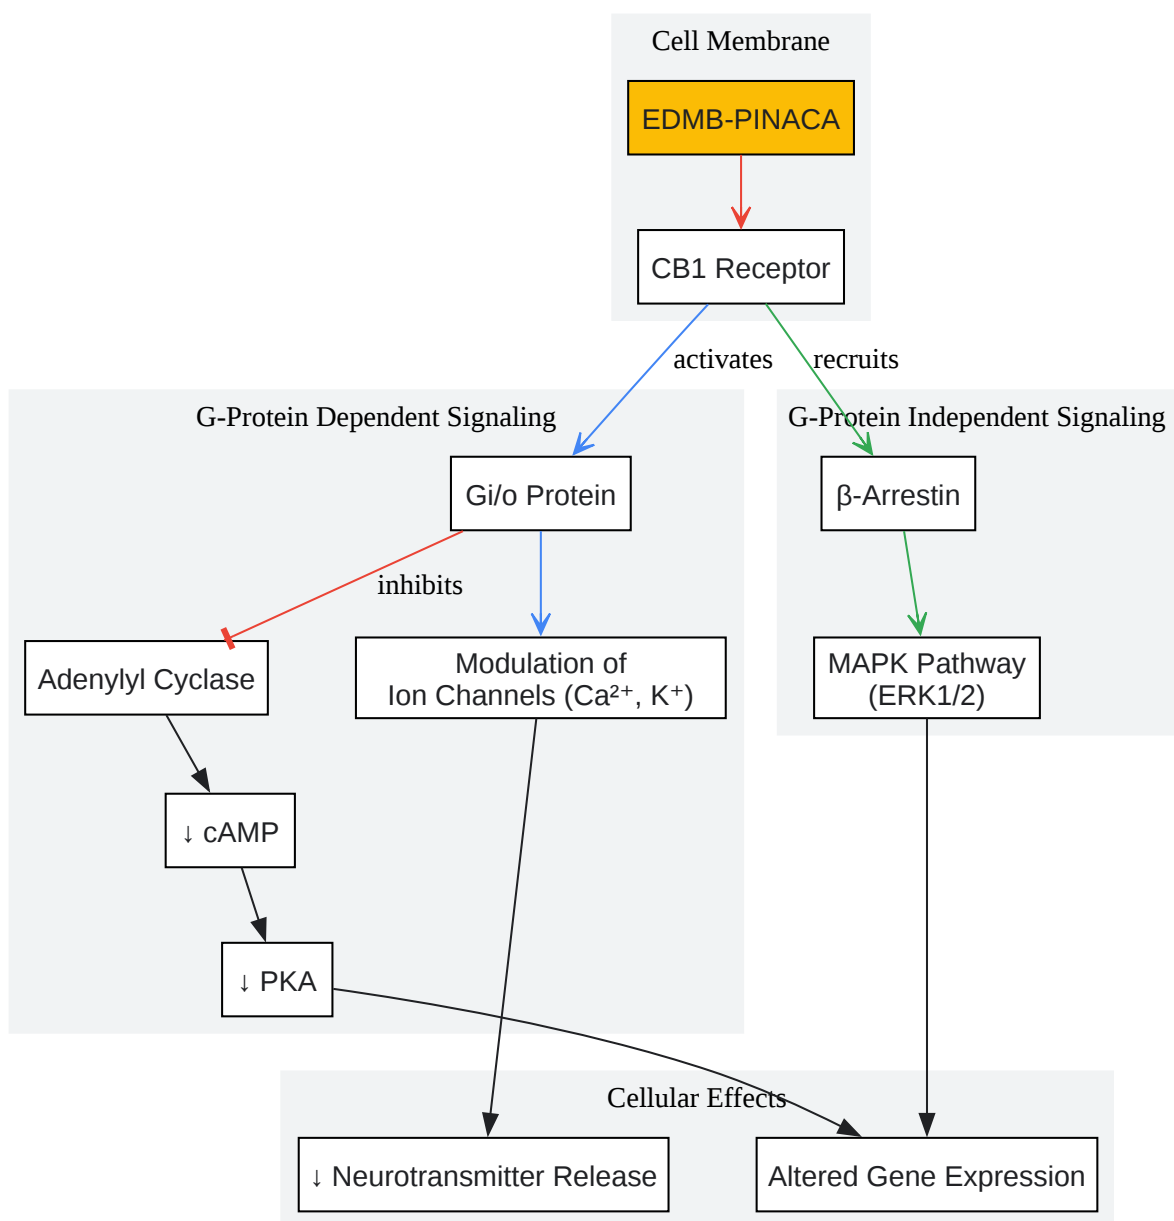 Cell Membrane
EDMB-PINACA
CB1 Receptor
activates
recruits
G-Protein Dependent Signaling
G-Protein Independent Signaling
Gi/o Protein
β-Arrestin
inhibits
Adenylyl Cyclase
Modulation of
Ion Channels (Ca²⁺, K⁺)
MAPK Pathway
(ERK1/2)
↓ cAMP
↓ PKA
Cellular Effects
↓ Neurotransmitter Release
Altered Gene Expression